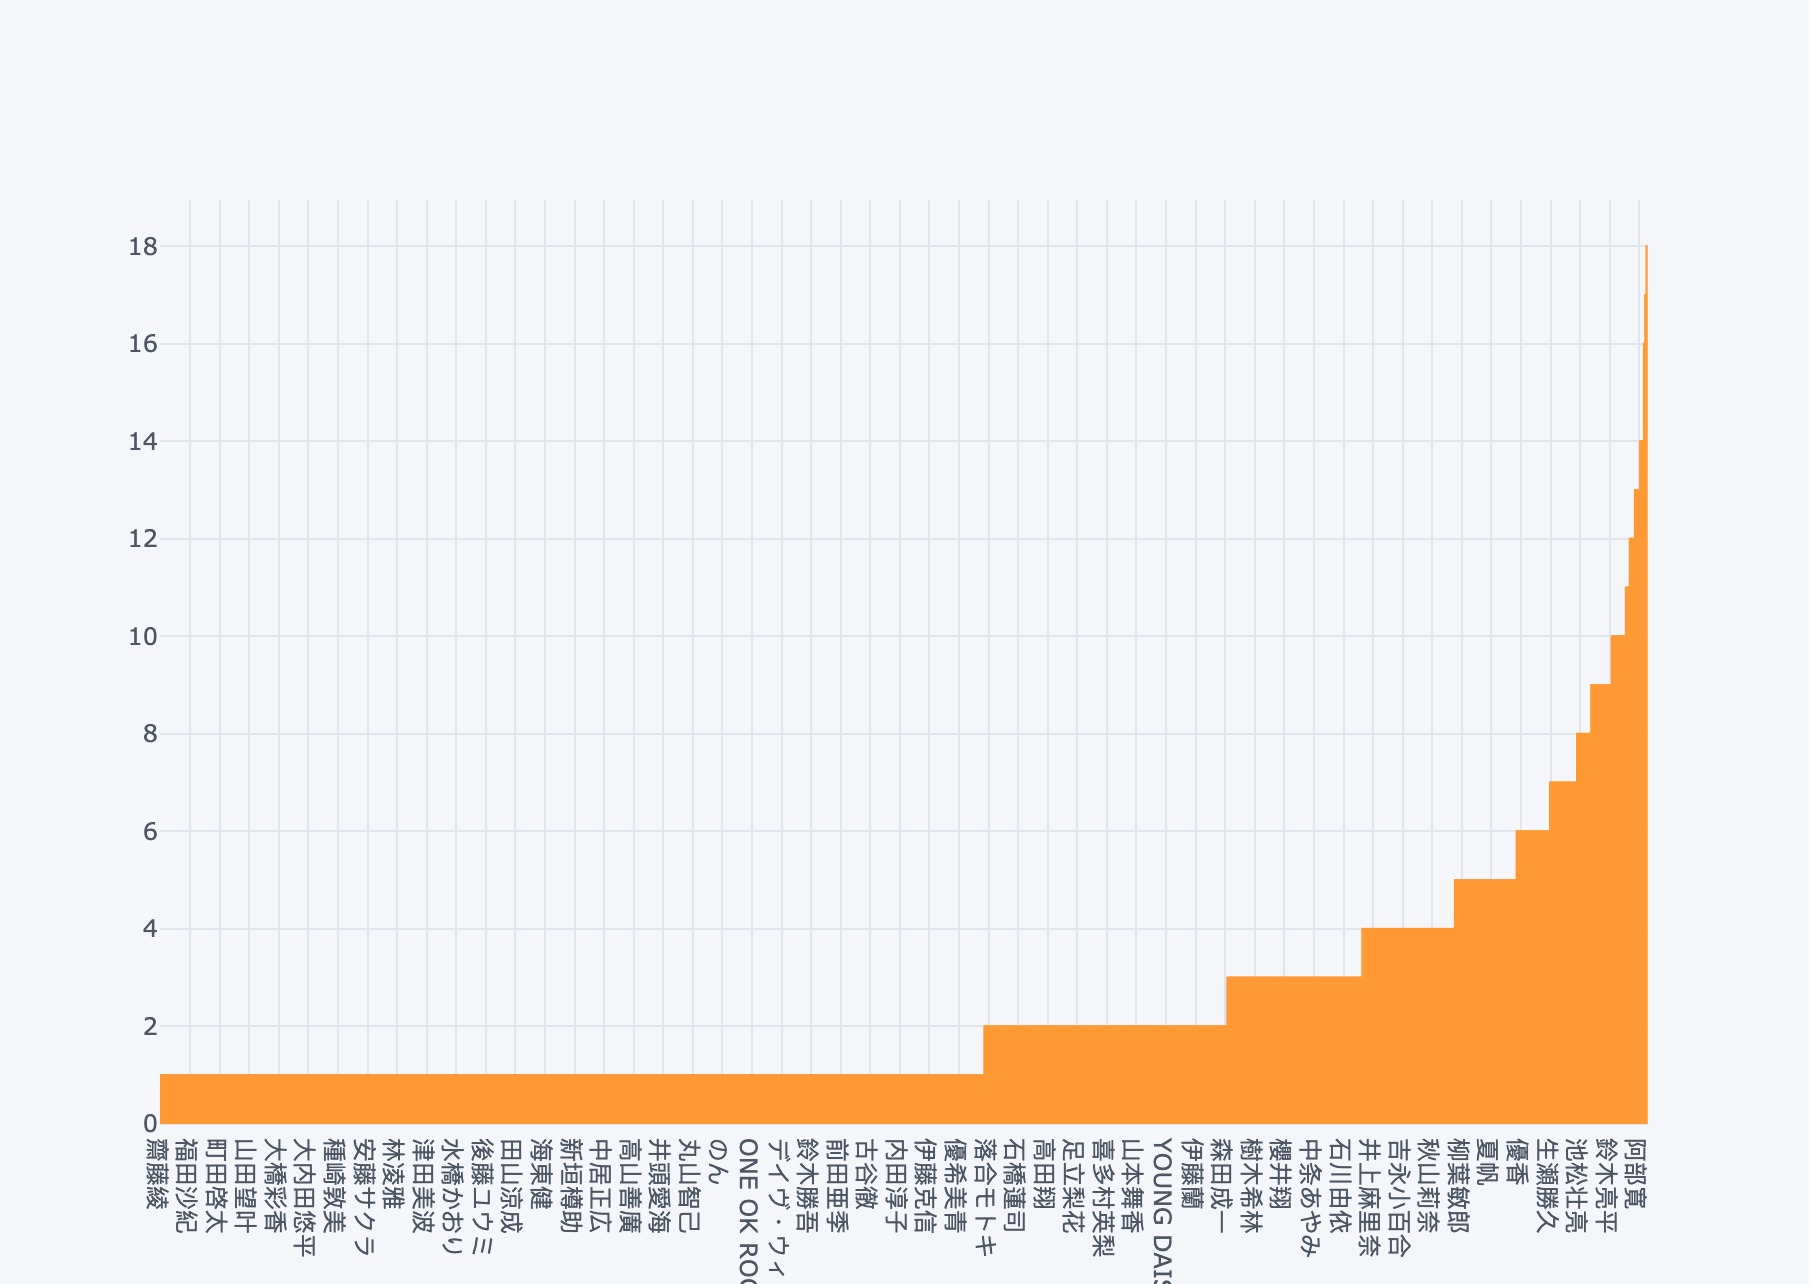 18
16
14
12
10
8
6
4
2
0
齋藤綾
福田沙紀
町田啓太
山田望叶
大橋彩香
大内田悠平
種崎敦美
安藤サクラ
林凌雅
津田美波
水橋かおり
後藤ユウミ
田山涼成
海東健
新垣樽助
中居正広
高山善廣
井頭愛海
丸山智己
のん
ONE OK ROC
デイヴ・ウィ
鈴木勝吾
前田亜季
古谷徹
内田淳子
伊藤克信
優希美青
落合モトキ
石橋蓮司
高田翔
足立梨花
喜多村英梨
山本舞香
YOUNG DAIS
伊藤蘭
森田成一
樹木希林
櫻井翔
中条あやみ
石川由依
井上麻里奈
吉永小百合
秋山莉奈
柳葉敏郎
夏帆
優香
生瀬勝久
池松壮亮
鈴木亮平
阿部寛